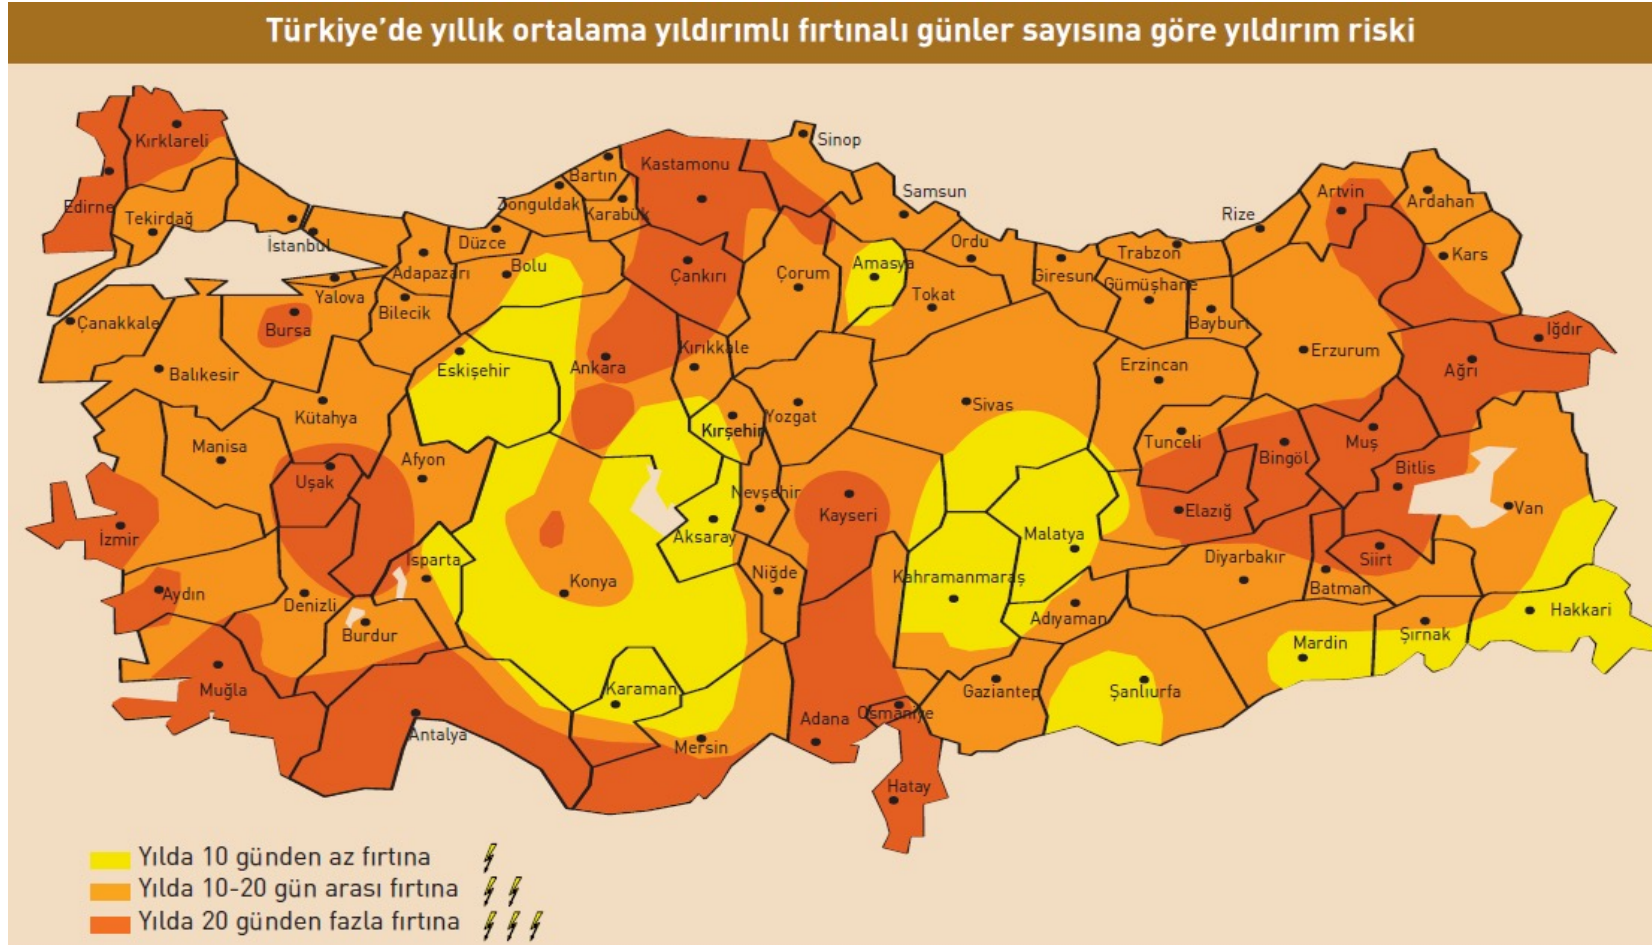 Türkiye’de yıllık ortalama yıldırımlı fırtınalı günler sayısına göre yıldırım riski
Kırklareli
Sinop
Kastamonu
Bartın
Edirne
Tekirdağ
İstanbul
Zonguldak
Karabük
Samsun
Artvin
Ardahan
Rize
Düzce
Bolu
Adapazarı
Yalova
Bilecik
Çankırı
Çorum
Amasya
Ordu
Tokat
Giresun
Trabzon
Gümüşhane
Bayburt
Kars
Iğdır
Çanakkale
Bursa
Balıkesir
Eskişehir
Ankara
Kırıkkale
Erzincan
Erzurum
Ağrı
Kütahya
Manisa
Afyon
Uşak
Kırşehir
Yozgat
Sivas
Tunceli
Bingöl
Muş
Bitlis
Van
İzmir
Nevşehir
Kayseri
Aksaray
Malatya
Elazığ
Diyarbakır
Siirt
Batman
Aydın
Denizli
Isparta
Burdur
Konya
Niğde
Kahramanmaraş
Adıyaman
Mardin
Şırnak
Hakkari
Muğla
Antalya
Karaman
Mersin
Adana
Osmaniye
Gaziantep
Şanlıurfa
Hatay
Yılda 10 günden az fırtına
Yılda 10-20 gün arası fırtına
Yılda 20 günden fazla fırtına